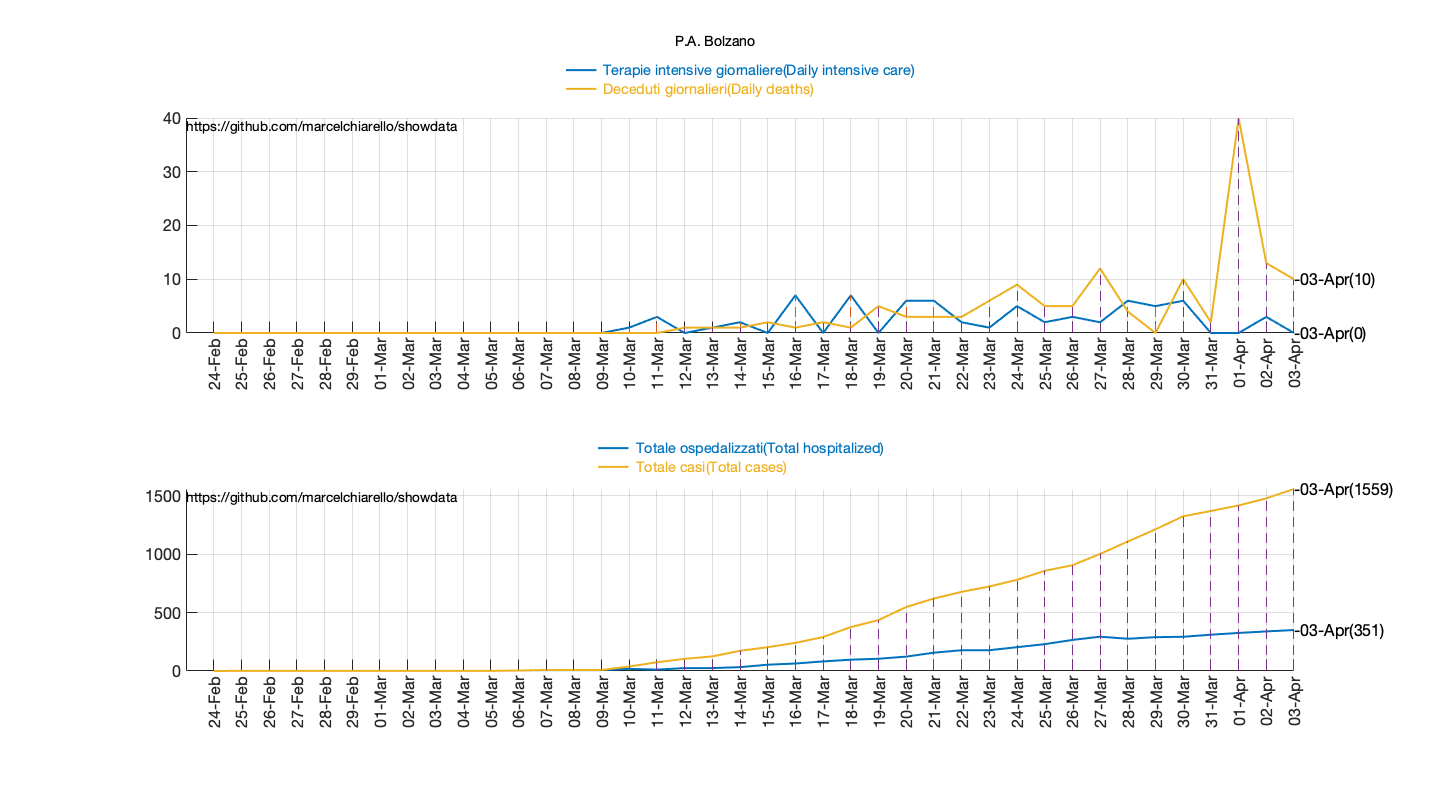 P.A. Bolzano
Terapie intensive giornaliere(Daily intensive care)
Deceduti giornalieri(Daily deaths)
40
https://github.com/marcelchiarello/showdata
30
20
10
0
-03-Apr(10)
-03-Apr(0)
24-Feb
25-Feb
26-Feb
27-Feb
28-Feb
29-Feb
01-Mar
02-Mar
03-Mar
04-Mar
05-Mar
06-Mar
07-Mar
08-Mar
09-Mar
10-Mar
11-Mar
12-Mar
13-Mar
14-Mar
15-Mar
16-Mar
17-Mar
18-Mar
19-Mar
20-Mar
21-Mar
22-Mar
23-Mar
24-Mar
25-Mar
26-Mar
27-Mar
28-Mar
29-Mar
30-Mar
31-Mar
01-Apr
02-Apr
03-Apr
Totale ospedalizzati(Total hospitalized)
Totale casi(Total cases)
1500
https://github.com/marcelchiarello/showdata
1000
500
0
-03-Apr(1559)
-03-Apr(351)
24-Feb
25-Feb
26-Feb
27-Feb
28-Feb
29-Feb
01-Mar
02-Mar
03-Mar
04-Mar
05-Mar
06-Mar
07-Mar
08-Mar
09-Mar
10-Mar
11-Mar
12-Mar
13-Mar
14-Mar
15-Mar
16-Mar
17-Mar
18-Mar
19-Mar
20-Mar
21-Mar
22-Mar
23-Mar
24-Mar
25-Mar
26-Mar
27-Mar
28-Mar
29-Mar
30-Mar
31-Mar
01-Apr
02-Apr
03-Apr